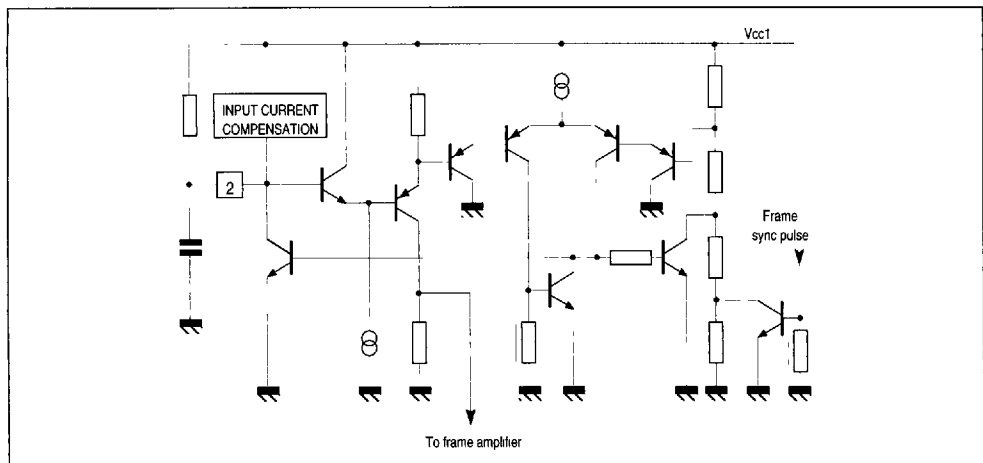 Vcc1
INPUT CURRENT
COMPENSATION
2
Frame
sync pulse
To frame amplifier